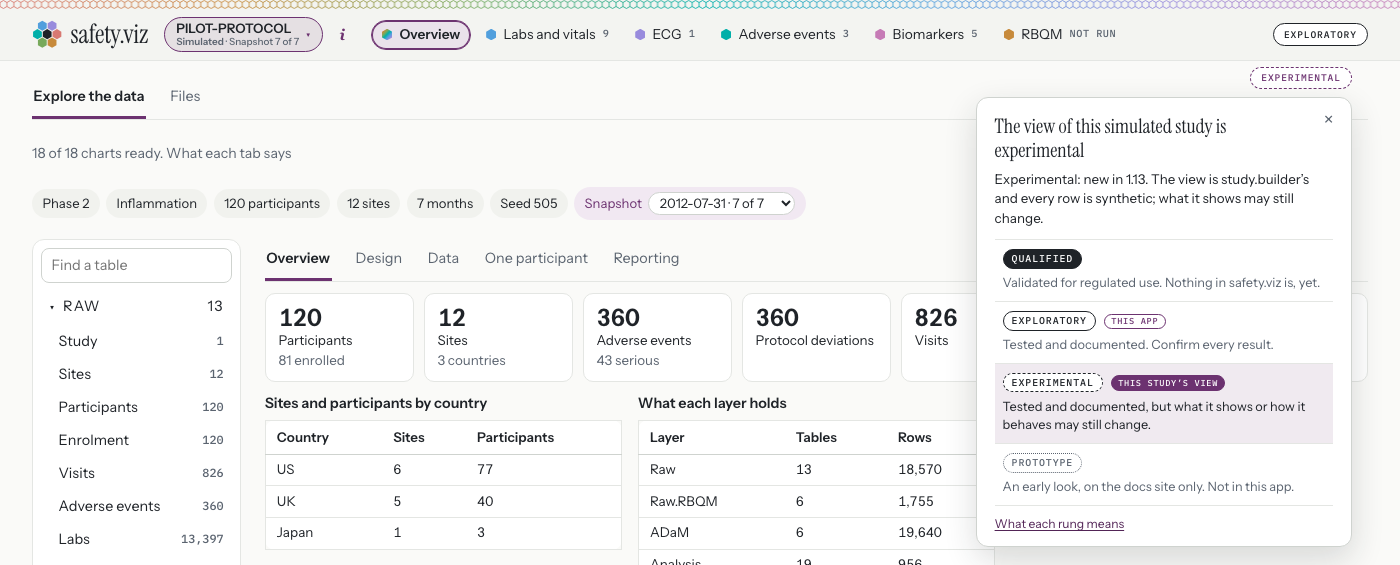 safety.viz
PILOT-PROTOCOL
Simulated · Snapshot 7 of 7
i
Overview
Labs and vitals 9
ECG 1
Adverse events 3
Biomarkers 5
RBQM NOT RUN
EXPLORATORY
EXPERIMENTAL
Explore the data
Files
18 of 18 charts ready. What each tab says
Phase 2
Inflammation
120 participants
12 sites
7 months
Seed 505
Snapshot 2012-07-31 · 7 of 7
Find a table
RAW 13
Study 1
Sites 12
Participants 120
Enrolment 120
Visits 826
Adverse events 360
Labs 13,397
Overview
Design
Data
One participant
Reporting
120
Participants
81 enrolled
12
Sites
3 countries
360
Adverse events
43 serious
360
Protocol deviations
826
Visits
Sites and participants by country
Country Sites Participants
US 6 77
UK 5 40
Japan 1 3
What each layer holds
Layer Tables Rows
Raw 13 18,570
Raw.RBQM 6 1,755
ADaM 6 19,640
Analysis 19 956
The view of this simulated study is
experimental
×
Experimental: new in 1.13. The view is study.builder's
and every row is synthetic; what it shows may still
change.
QUALIFIED
Validated for regulated use. Nothing in safety.viz is, yet.
EXPLORATORY THIS APP
Tested and documented. Confirm every result.
EXPERIMENTAL THIS STUDY'S VIEW
Tested and documented, but what it shows or how it
behaves may still change.
PROTOTYPE
An early look, on the docs site only. Not in this app.
What each rung means